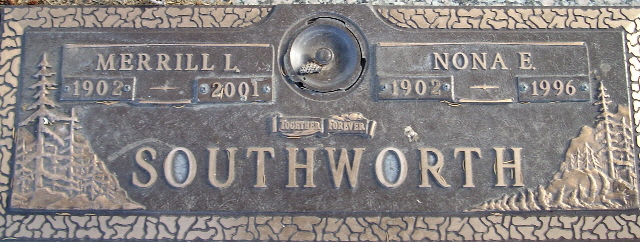 MERRILL L. NONA E.
1902 2001 1902 1996
TOGETHER FOREVER
SOUTHWORTH